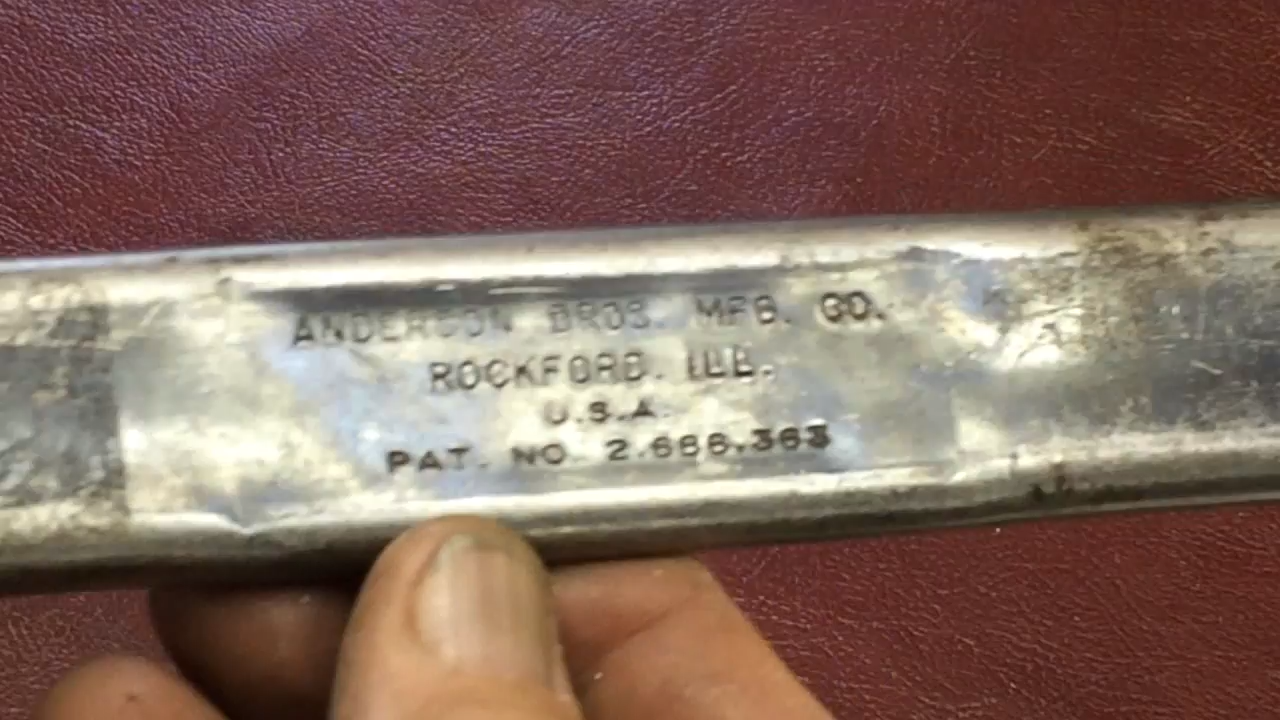 ANDERSON BROS. MFG. CO.
ROCKFORD. ILL.
U.S.A.
PAT. NO. 2.686.363